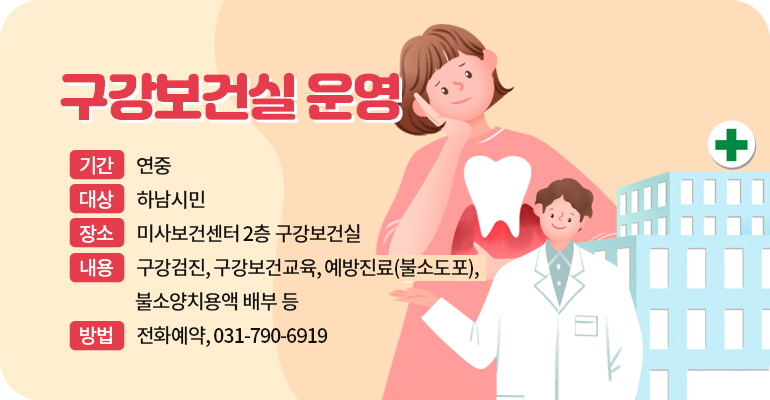 구강보건실 운영
기간 연중
대상 하남시민
장소 미사보건센터 2층 구강보건실
내용 구강검진, 구강보건교육, 예방진료(불소도포),
불소양치용액 배부 등
방법 전화예약, 031-790-6919